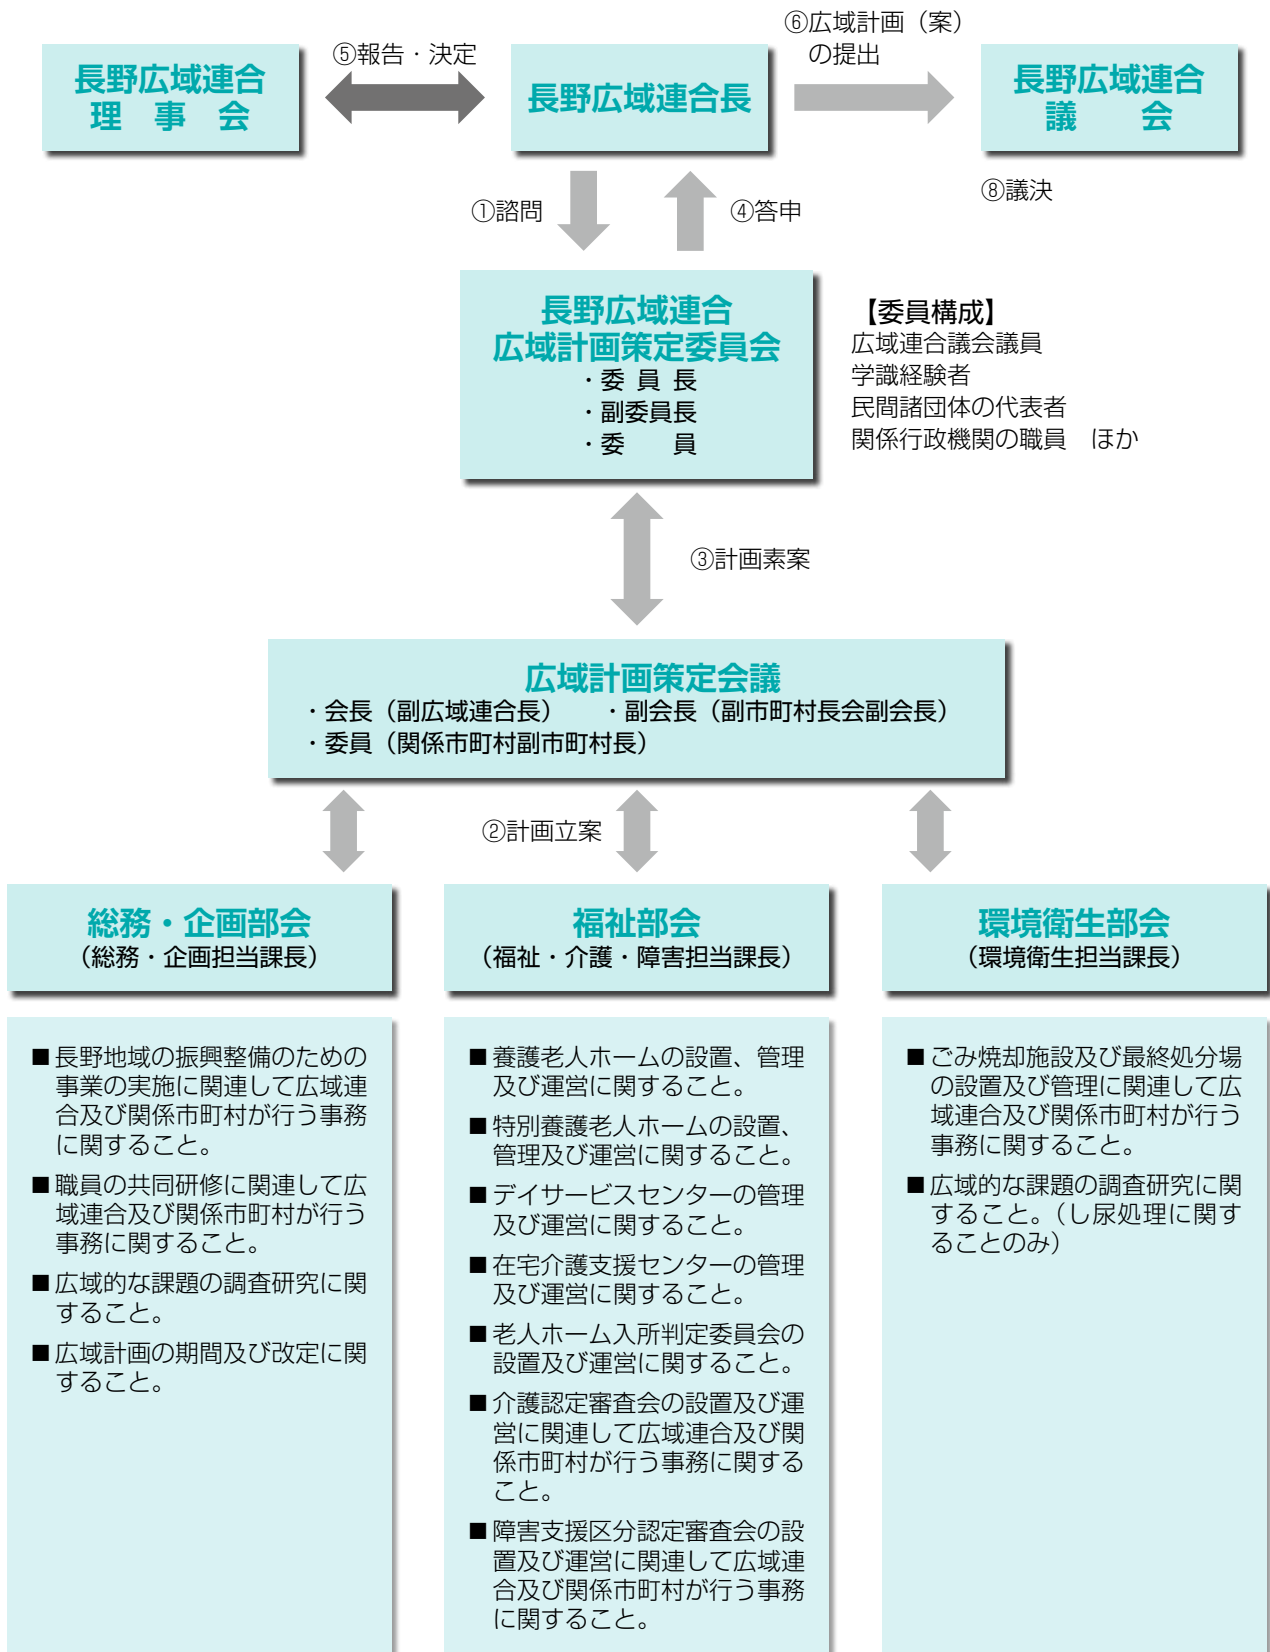 長野広域連合
理　事　会
⑤報告・決定
長野広域連合長
⑥広域計画（案）
の提出
長野広域連合
議　　会
⑧議決
①諮問
④答申
長野広域連合
広域計画策定委員会
・委 員 長
・副委員長
・委　　員
【委員構成】
広域連合議会議員
学識経験者
民間諸団体の代表者
関係行政機関の職員　ほか
③計画素案
広域計画策定会議
・会長（副広域連合長）　・副会長（副市町村長会副会長）
・委員（関係市町村副市町村長）
②計画立案
総務・企画部会
（総務・企画担当課長）
■長野地域の振興整備のための
事業の実施に関連して広域連
合及び関係市町村が行う事務
に関すること。
■職員の共同研修に関連して広
域連合及び関係市町村が行う
事務に関すること。
■広域的な課題の調査研究に関
すること。
■広域計画の期間及び改定に関
すること。
福祉部会
（福祉・介護・障害担当課長）
■養護老人ホームの設置、管理
及び運営に関すること。
■特別養護老人ホームの設置、
管理及び運営に関すること。
■デイサービスセンターの管理
及び運営に関すること。
■在宅介護支援センターの管理
及び運営に関すること。
■老人ホーム入所判定委員会の
設置及び運営に関すること。
■介護認定審査会の設置及び運
営に関連して広域連合及び関
係市町村が行う事務に関する
こと。
■障害支援区分認定審査会の設
置及び運営に関連して広域連
合及び関係市町村が行う事務
に関すること。
環境衛生部会
（環境衛生担当課長）
■ごみ焼却施設及び最終処分場
の設置及び管理に関連して広
域連合及び関係市町村が行う
事務に関すること。
■広域的な課題の調査研究に関
すること。（し尿処理に関す
ることのみ）